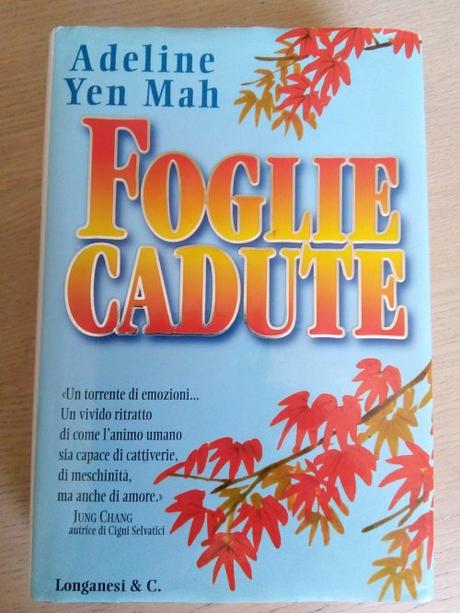 Adeline
Yen Mah
FOGLIE
CADUTE
«Un torrente di emozioni...
Un vivido ritratto
di come l'animo umano
sia capace di cattiverie,
di meschinità,
ma anche di amore.»
JUNG CHANG
autrice di Cigni Selvatici
Longanesi & C.